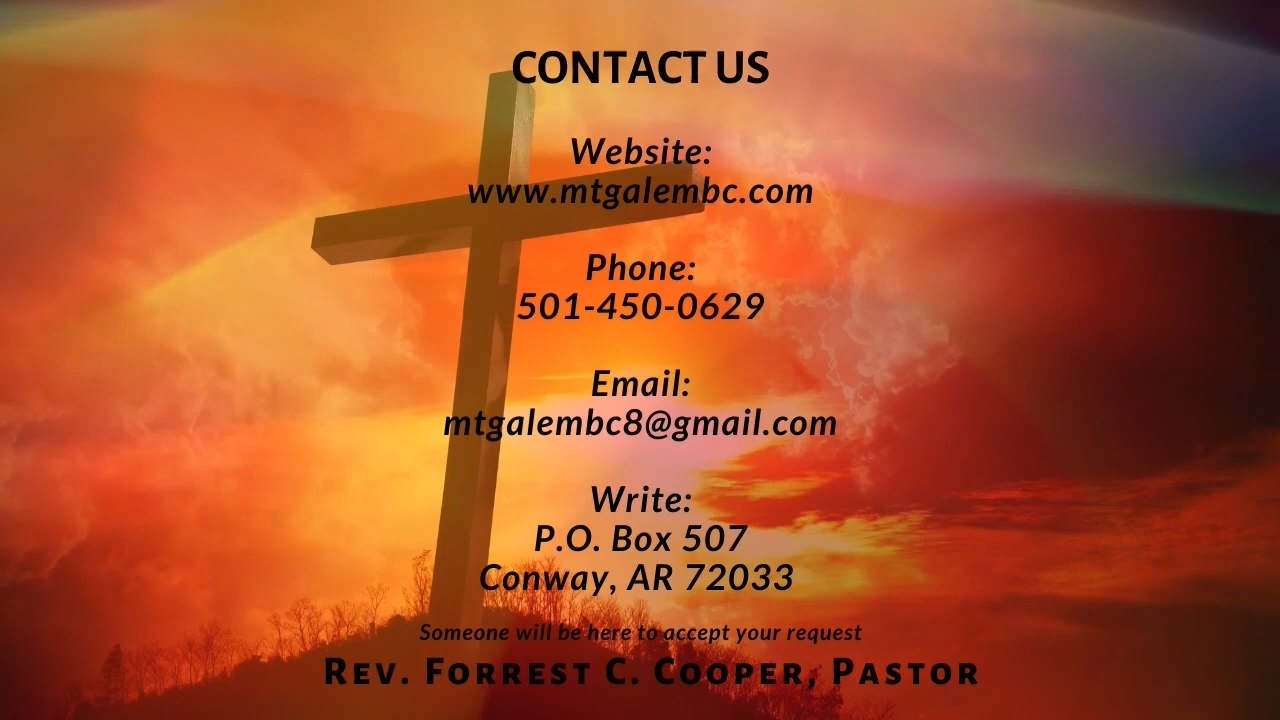 CONTACT US
Website:
www.mtgalembc.com
Phone:
501-450-0629
Email:
mtgalembc8@gmail.com
Write:
P.O. Box 507
Conway, AR 72033
Someone will be here to accept your request
Rev. Forrest C. Cooper, Pastor